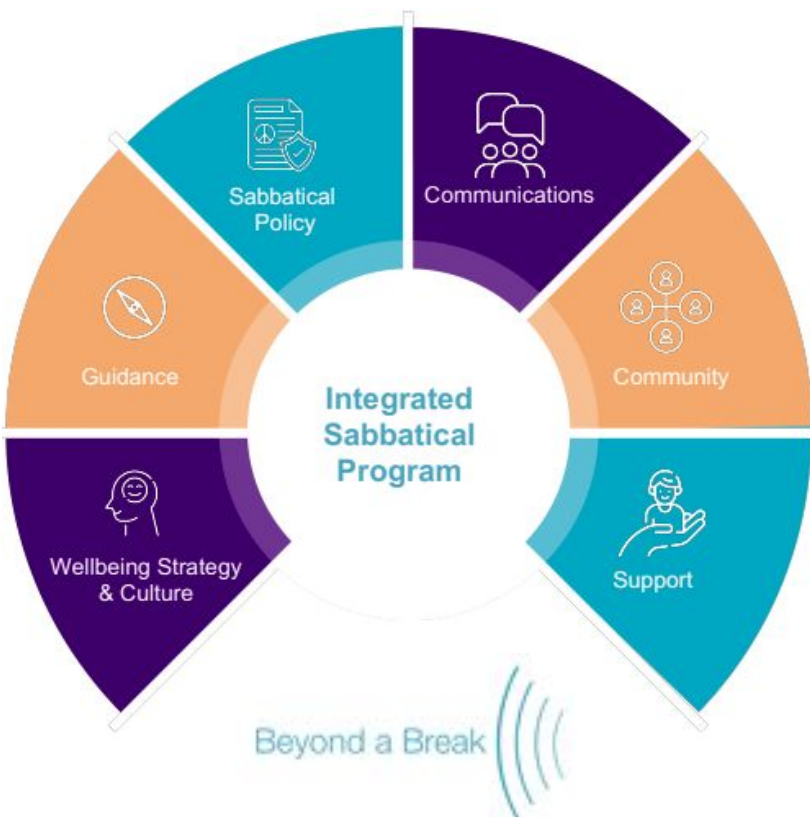 Sabbatical
Policy
Communications
Guidance
Community
Integrated
Sabbatical
Program
Wellbeing Strategy
& Culture
Support
Beyond a Break